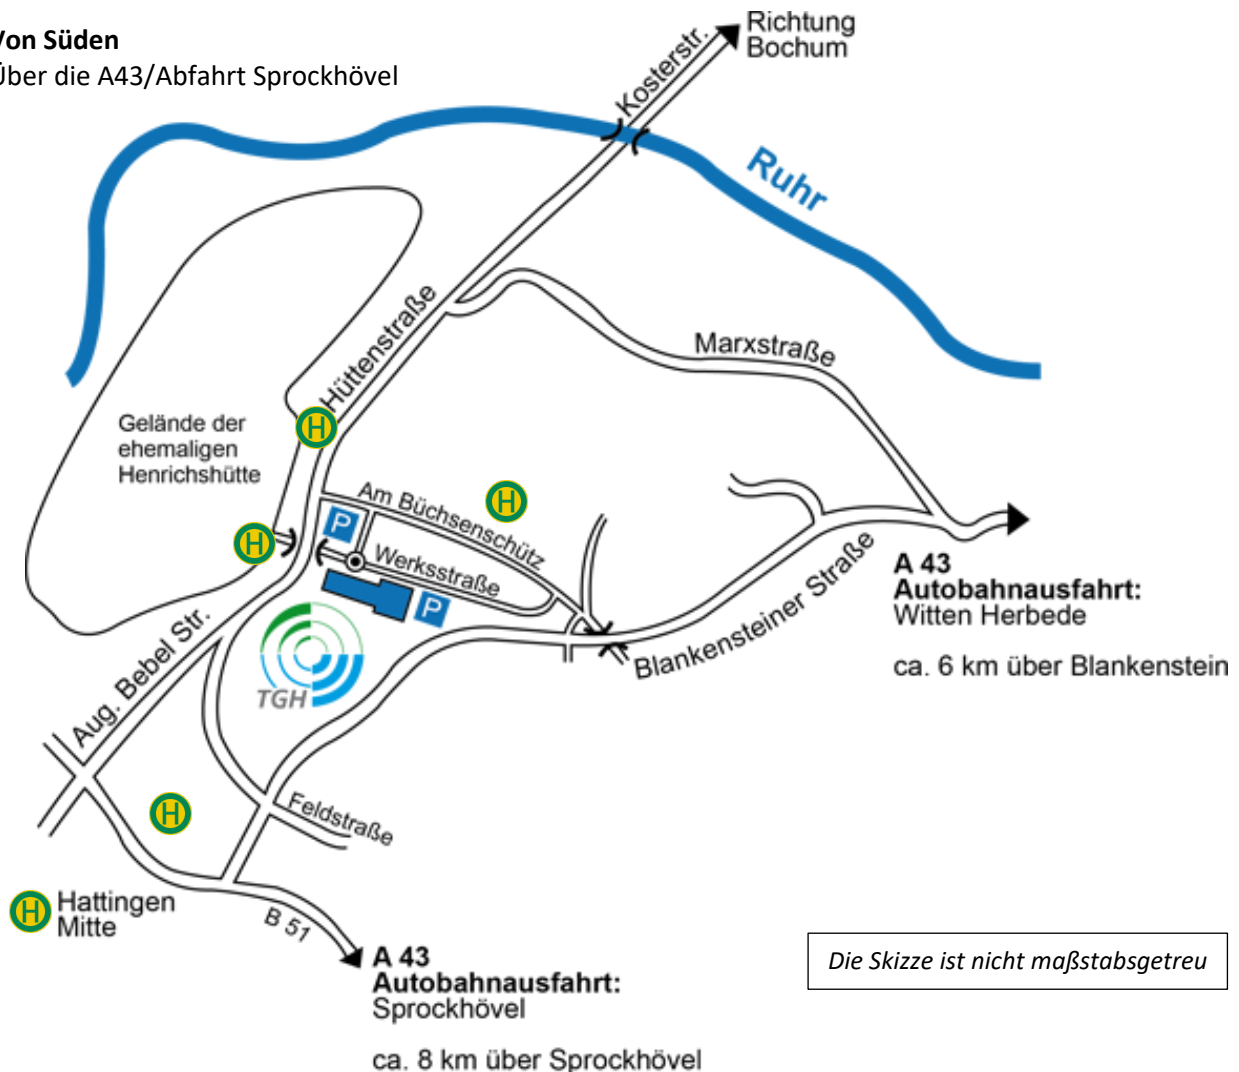 Von Süden
Über die A43/Abfahrt Sprockhövel
Richtung
Bochum
Kosterstr.
Ruhr
Hüttenstraße
Marxstraße
Gelände der
ehemaligen
Henrichshütte
H
H
H
Am Büchsenschütz
P
Werksstraße
P
Blankensteiner Straße
A 43
Autobahnausfahrt:
Witten Herbede
ca. 6 km über Blankenstein
Aug. Bebel Str.
TGH
H
Feldstraße
H
Hattingen
Mitte
B 51
A 43
Autobahnausfahrt:
Sprockhövel
ca. 8 km über Sprockhövel
Die Skizze ist nicht maßstabsgetreu